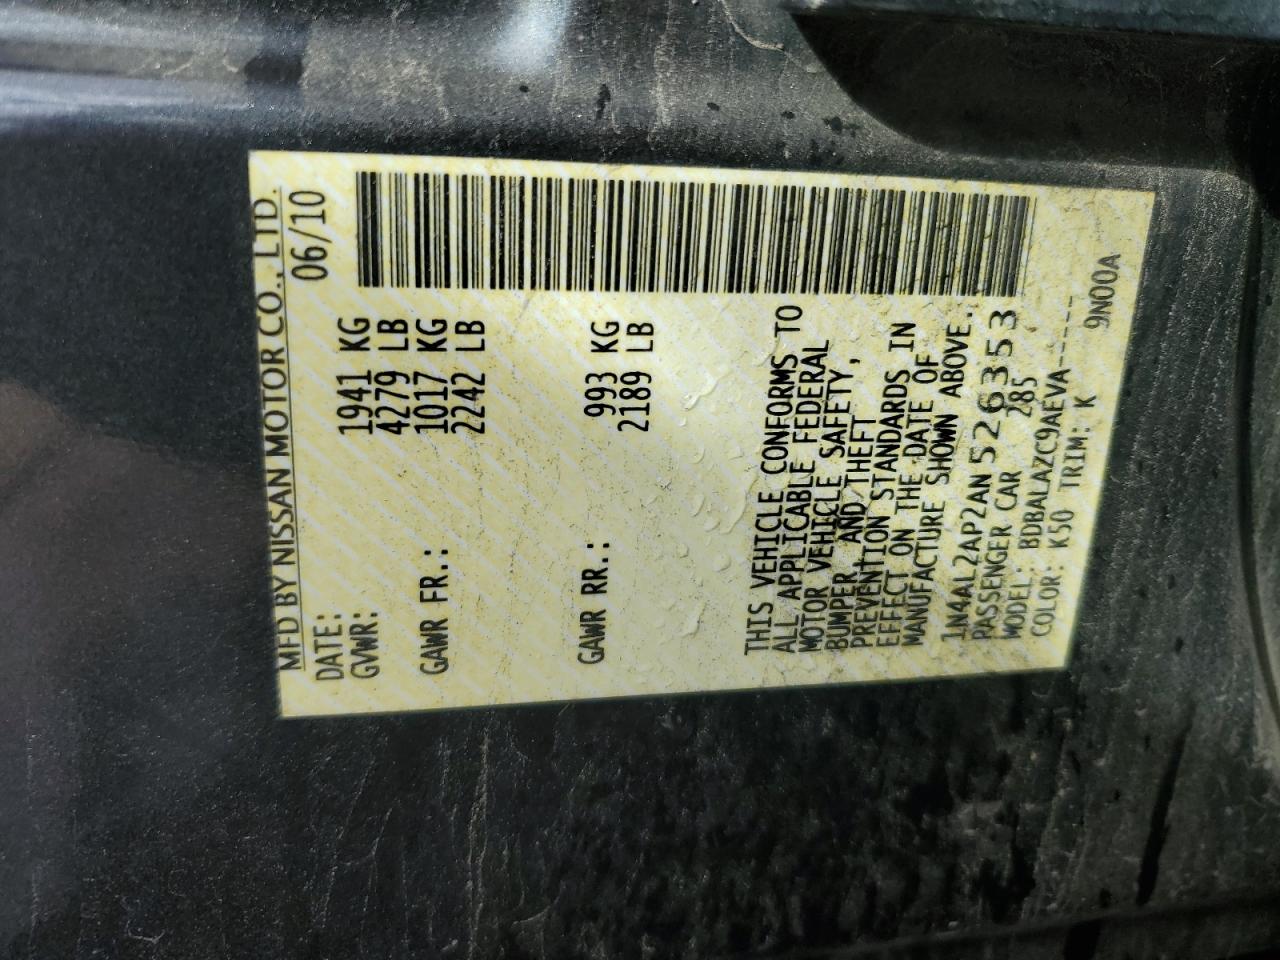 MFD BY NISSAN MOTOR CO., LTD.
DATE: 06/10
GVWR: 1941 KG
4279 LB
GAWR FR.: 1017 KG
2242 LB
GAWR RR.: 993 KG
2189 LB
THIS VEHICLE CONFORMS TO
ALL APPLICABLE FEDERAL
MOTOR VEHICLE SAFETY,
BUMPER AND THEFT
PREVENTION STANDARDS IN
EFFECT ON THE DATE OF
MANUFACTURE SHOWN ABOVE.
1N4AL2AP2AN526353
PASSENGER CAR 285
MODEL: BDBALAZC9AEVA-----
COLOR: K50 TRIM: K 9N00A